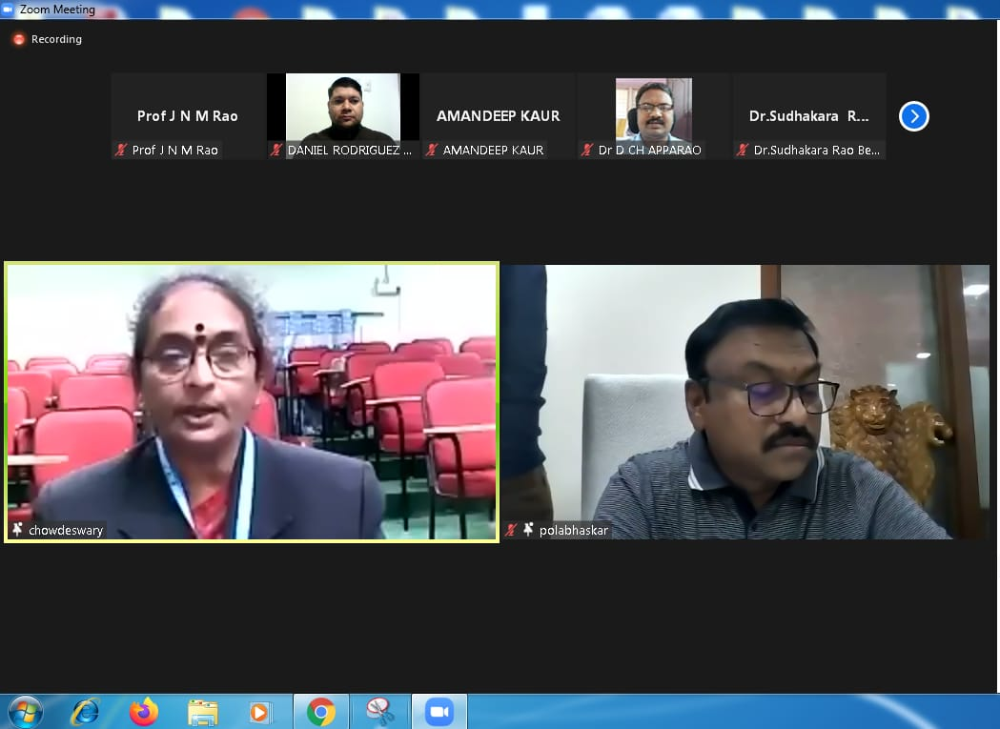 Zoom Meeting
Recording
Prof J N M Rao
AMANDEEP KAUR
Dr.Sudhakara R...
Prof J N M Rao
DANIEL RODRIGUEZ ...
AMANDEEP KAUR
Dr D CH APPARAO
Dr.Sudhakara Rao Be...
chowdeswary
polabhaskar